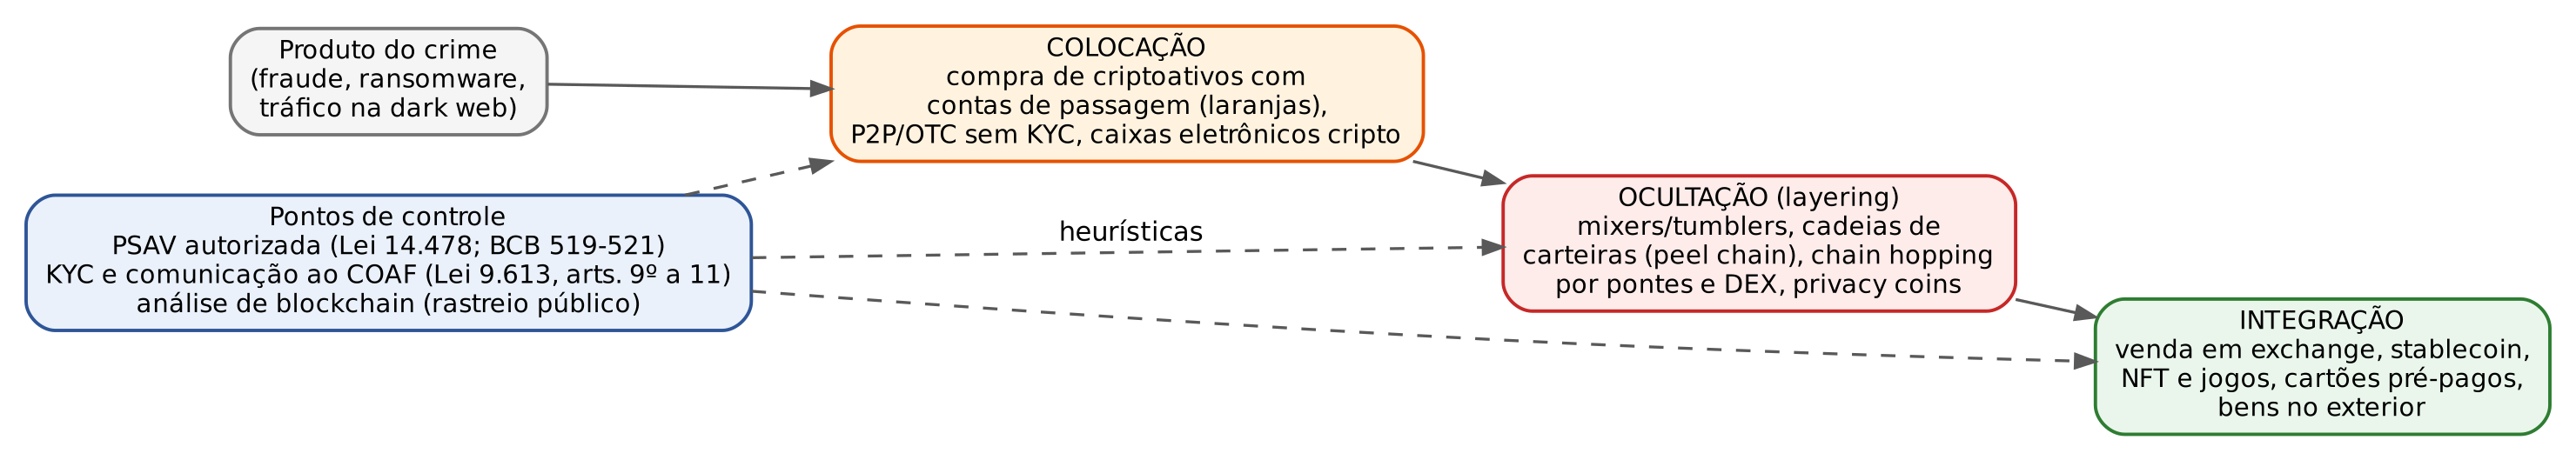 Produto do crime
(fraude, ransomware,
tráfico na dark web)
COLOCAÇÃO
compra de criptoativos com
contas de passagem (laranjas),
P2P/OTC sem KYC, caixas eletrônicos cripto
Pontos de controle
PSAV autorizada (Lei 14.478; BCB 519-521)
KYC e comunicação ao COAF (Lei 9.613, arts. 9º a 11)
análise de blockchain (rastreio público)
heurísticas
OCULTAÇÃO (layering)
mixers/tumblers, cadeias de
carteiras (peel chain), chain hopping
por pontes e DEX, privacy coins
INTEGRAÇÃO
venda em exchange, stablecoin,
NFT e jogos, cartões pré-pagos,
bens no exterior